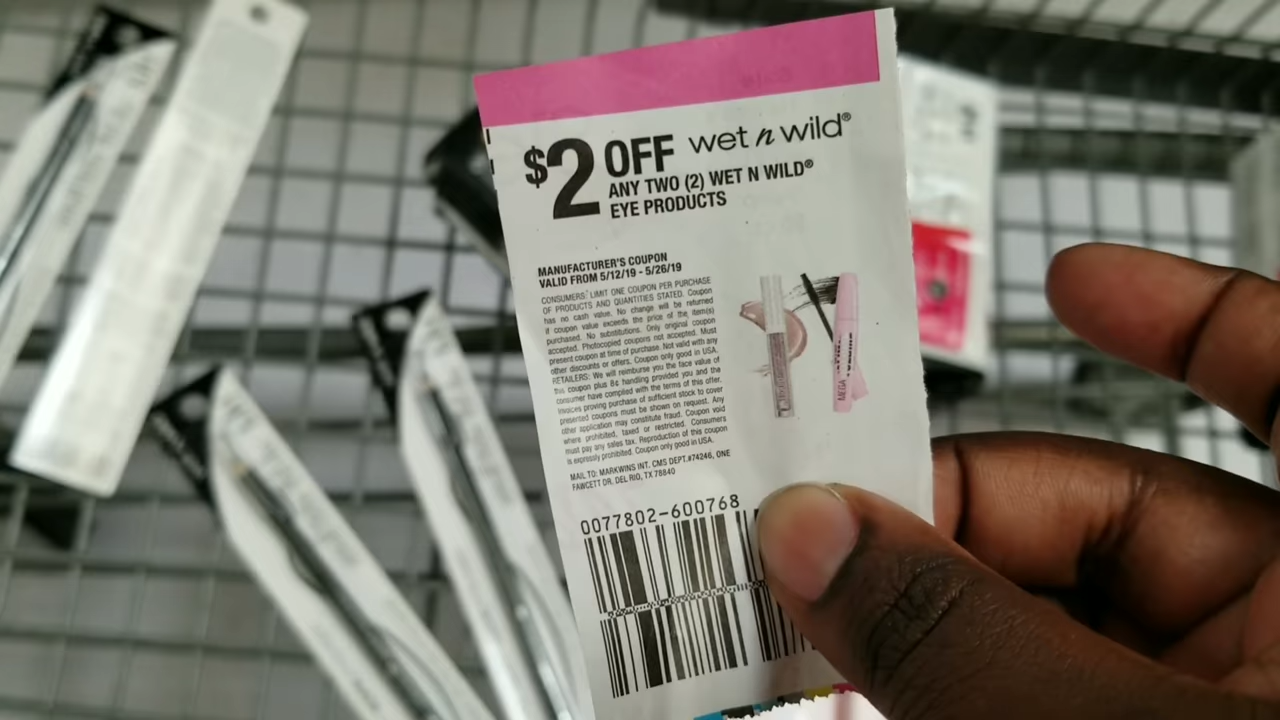 $2 OFF wet n wild®
ANY TWO (2) WET N WILD®
EYE PRODUCTS
MANUFACTURER'S COUPON
VALID FROM 5/12/19 - 5/26/19
CONSUMERS: LIMIT ONE COUPON PER PURCHASE
OF PRODUCTS AND QUANTITIES STATED. Coupon
has no cash value. No change will be returned
if coupon value exceeds the price of the item(s)
purchased. No substitutions. Only original coupon
accepted. Photocopied coupons not accepted. Must
present coupon at time of purchase. Not valid with any
other discounts or offers. Coupon only good in USA.
RETAILERS: We will reimburse you the face value of
this coupon plus 8¢ handling provided you and the
consumer have complied with the terms of this offer.
Invoices proving purchase of sufficient stock to cover
presented coupons must be shown on request. Any
other application may constitute fraud. Coupon void
where prohibited, taxed or restricted. Consumers
must pay any sales tax. Reproduction of this coupon
is expressly prohibited. Coupon only good in USA.
MAIL TO: MARKWINS INT. CMS DEPT.#74246, ONE
FAWCETT DR. DEL RIO, TX 78840
MEGA
0077802-600768